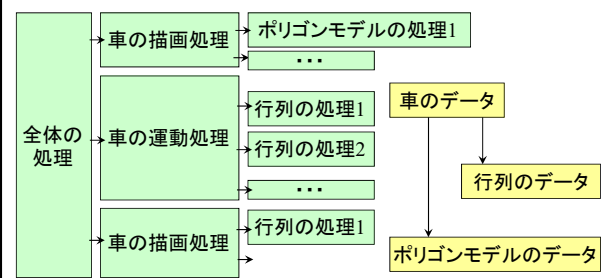 車の描画処理
ポリゴンモデルの処理1
・・・
全体の
処理
車の運動処理
行列の処理1
行列の処理2
・・・
車の描画処理
行列の処理1
車のデータ
行列のデータ
ポリゴンモデルのデータ